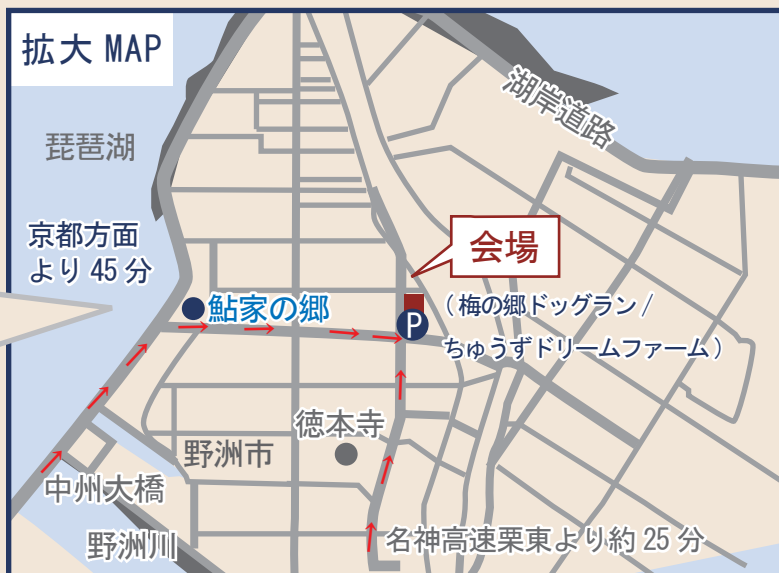 拡大 MAP
湖岸道路
琵琶湖
京都方面
より 45 分
会場
鮎家の郷
P
（梅の郷ドッグラン /
ちゅうずドリームファーム）
徳本寺
野洲市
中州大橋
野洲川
名神高速栗東より約 25 分